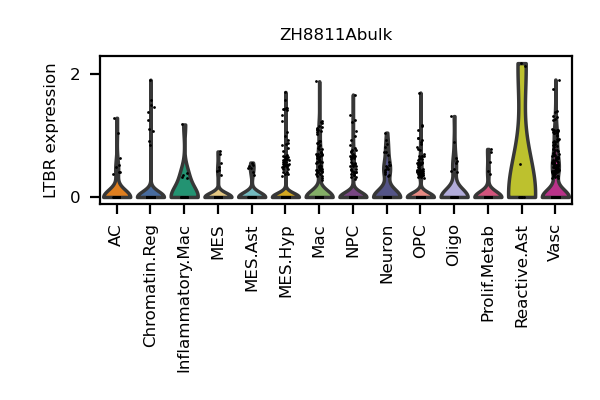 ZH8811Abulk
LTBR expression
2
0
AC
Chromatin.Reg
Inflammatory.Mac
MES
MES.Ast
MES.Hyp
Mac
NPC
Neuron
OPC
Oligo
Prolif.Metab
Reactive.Ast
Vasc